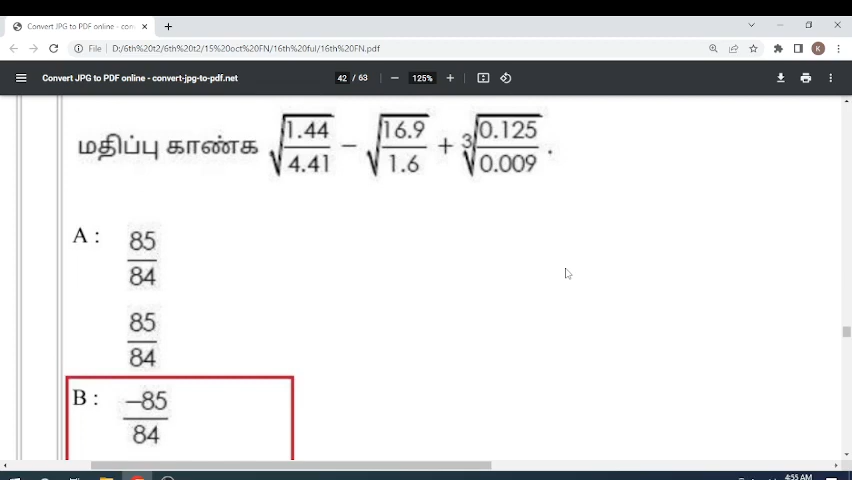 Convert JPG to PDF online - con
File D:/6th%20t2/6th%20t2/15%20oct%20FN/16th%20ful/16th%20FN.pdf
K
Convert JPG to PDF online - convert-jpg-to-pdf.net 42 / 63 125%
மதிப்பு காண்க √(1.44/4.41) − √(16.9/1.6) + ³√(0.125/0.009) .
A : 85/84
85/84
B : −85/84
4:55 AM